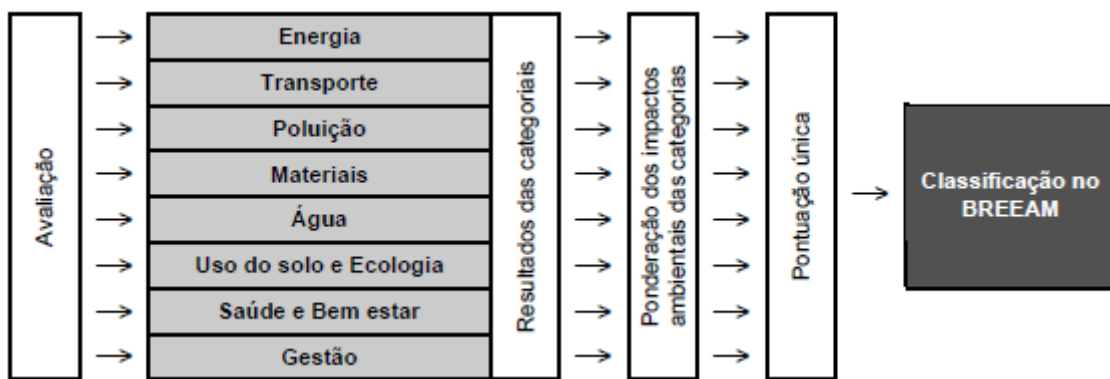 Avaliação
Energia
Transporte
Poluição
Materiais
Água
Uso do solo e Ecologia
Saúde e Bem estar
Gestão
Resultados das categoriais
Ponderação dos impactos
ambientais das categorias
Pontuação única
Classificação no
BREEAM